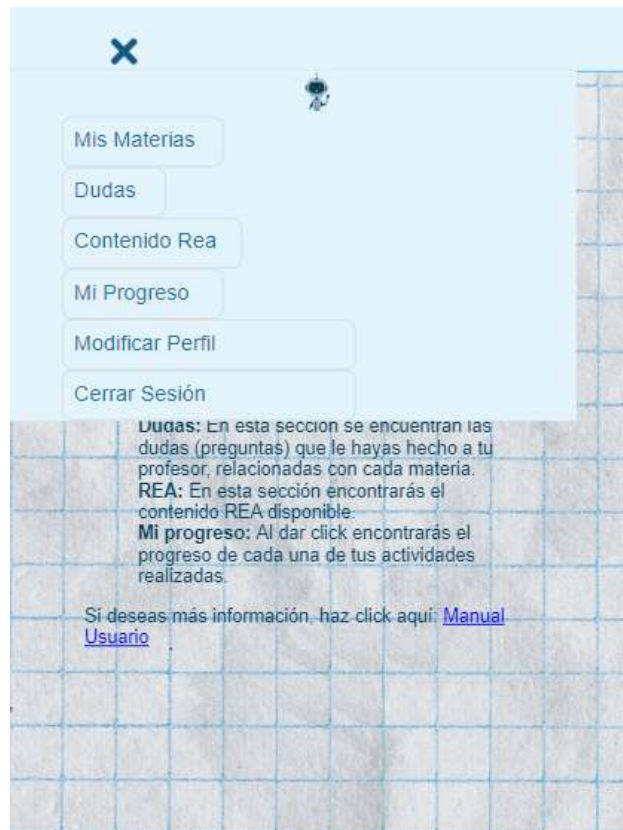 Mis Materias
Dudas
Contenido Rea
Mi Progreso
Modificar Perfil
Cerrar Sesión
Dudas: En esta sección se encuentran las
dudas (preguntas) que le hayas hecho a tu
profesor, relacionadas con cada materia.
REA: En esta sección encontrarás el
contenido REA disponible.
Mi progreso: Al dar click encontrarás el
progreso de cada una de tus actividades
realizadas.
Si deseas más información, haz click aquí: Manual
Usuario